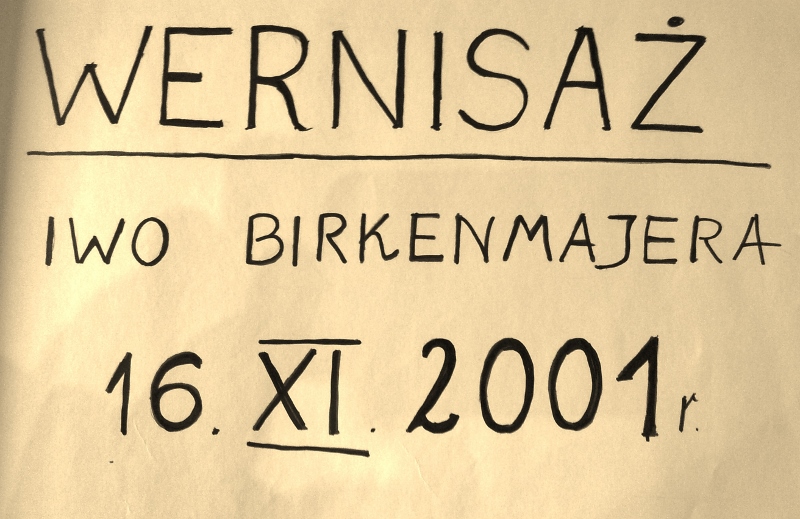 WERNISAŻ
IWO BIRKENMAJERA
16. XI. 2001 r.